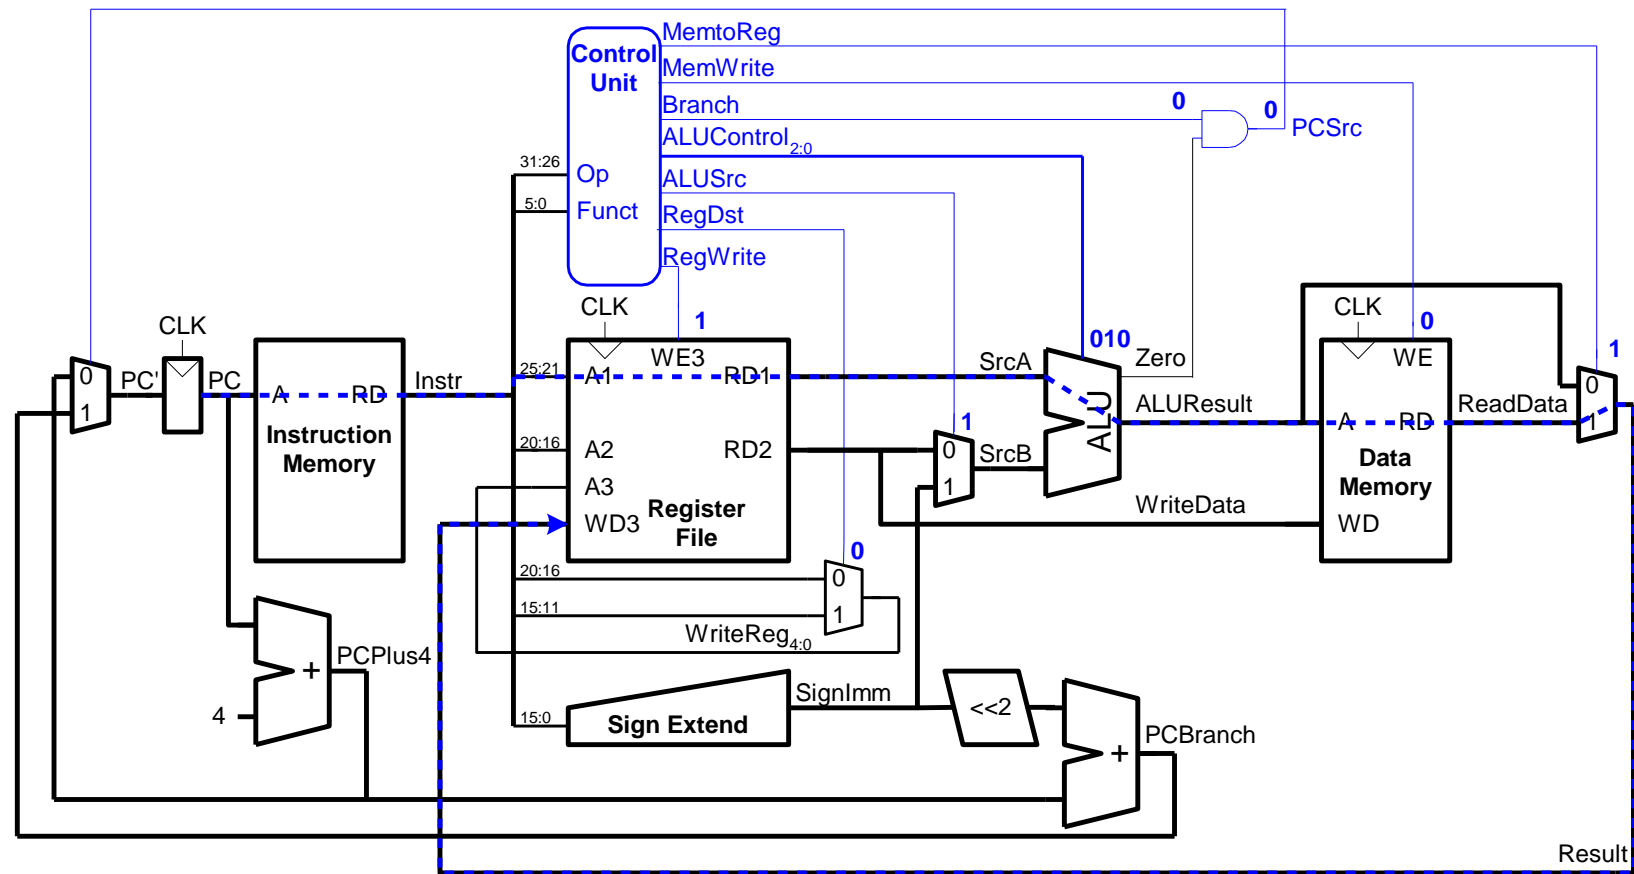 MemtoReg
Control
Unit
MemWrite
Branch
0
0
PCSrc
ALUControl2:0
31:26
Op
ALUSrc
5:0
Funct
RegDst
RegWrite
CLK
CLK
CLK
1
010
0
1
WE3
SrcA
Zero
WE
0
PC'
PC
Instr
25:21
A1
RD1
0
A
RD
1
1
ALU
ALUResult
A
RD
ReadData
1
Instruction
Memory
20:16
A2
RD2
0
SrcB
Data
Memory
A3
1
Register
File
WriteData
WD3
WD
0
20:16
0
15:11
1
WriteReg4:0
PCPlus4
+
4
SignImm
15:0
Sign Extend
<<2
PCBranch
+
Result